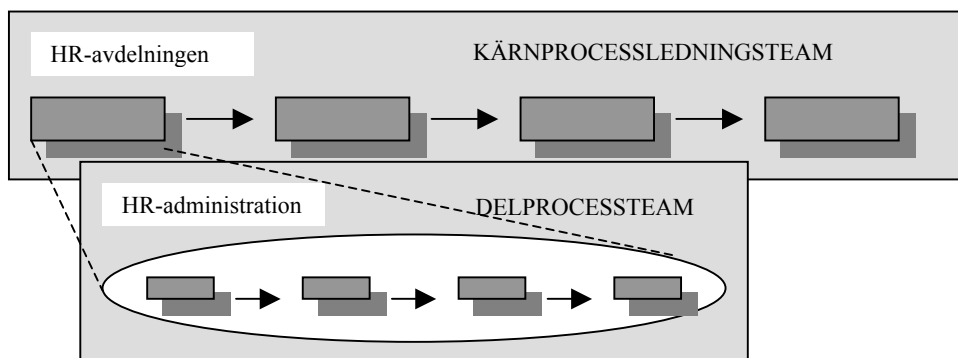 HR-avdelningen
KÄRNPROCESSLEDNINGSTEAM
HR-administration
DELPROCESSTEAM